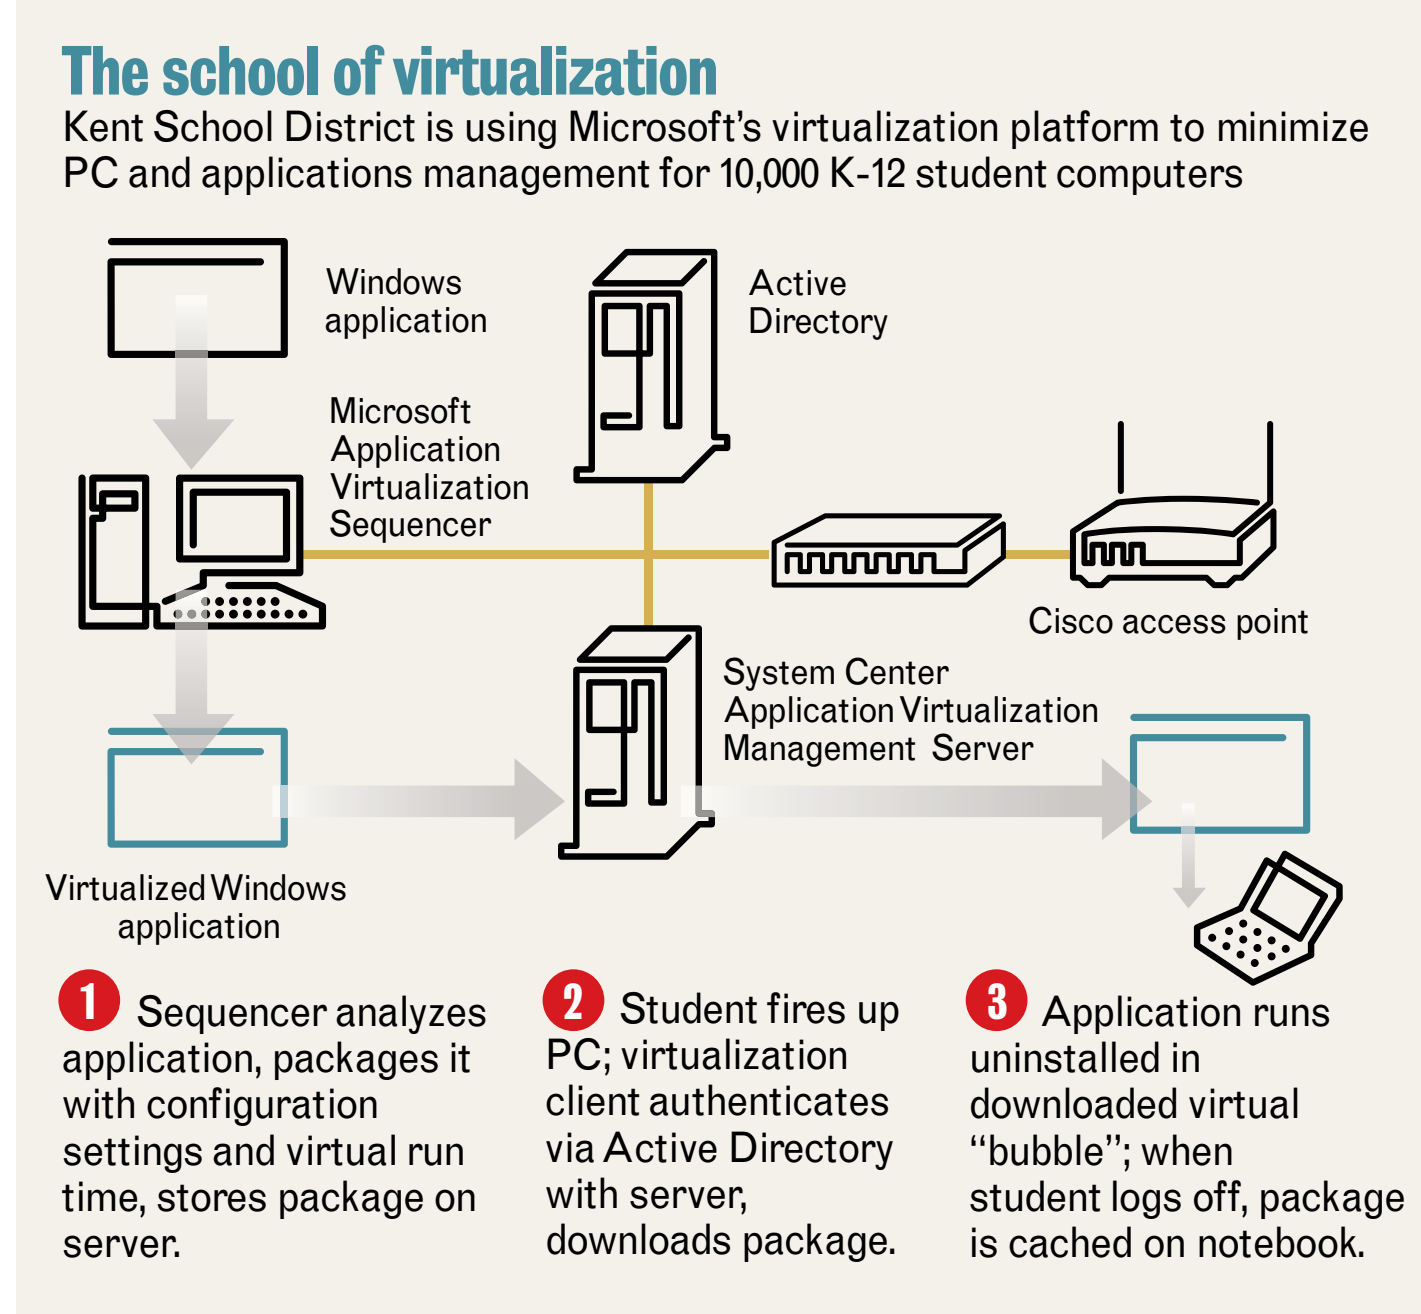 The school of virtualization
Kent School District is using Microsoft’s virtualization platform to minimize
PC and applications management for 10,000 K-12 student computers
Windows
application
Active
Directory
Microsoft
Application
Virtualization
Sequencer
Cisco access point
System Center
Application Virtualization
Management Server
Virtualized Windows
application
1 Sequencer analyzes
application, packages it
with configuration
settings and virtual run
time, stores package on
server.
2 Student fires up
PC; virtualization
client authenticates
via Active Directory
with server,
downloads package.
3 Application runs
uninstalled in
downloaded virtual
“bubble”; when
student logs off, package
is cached on notebook.